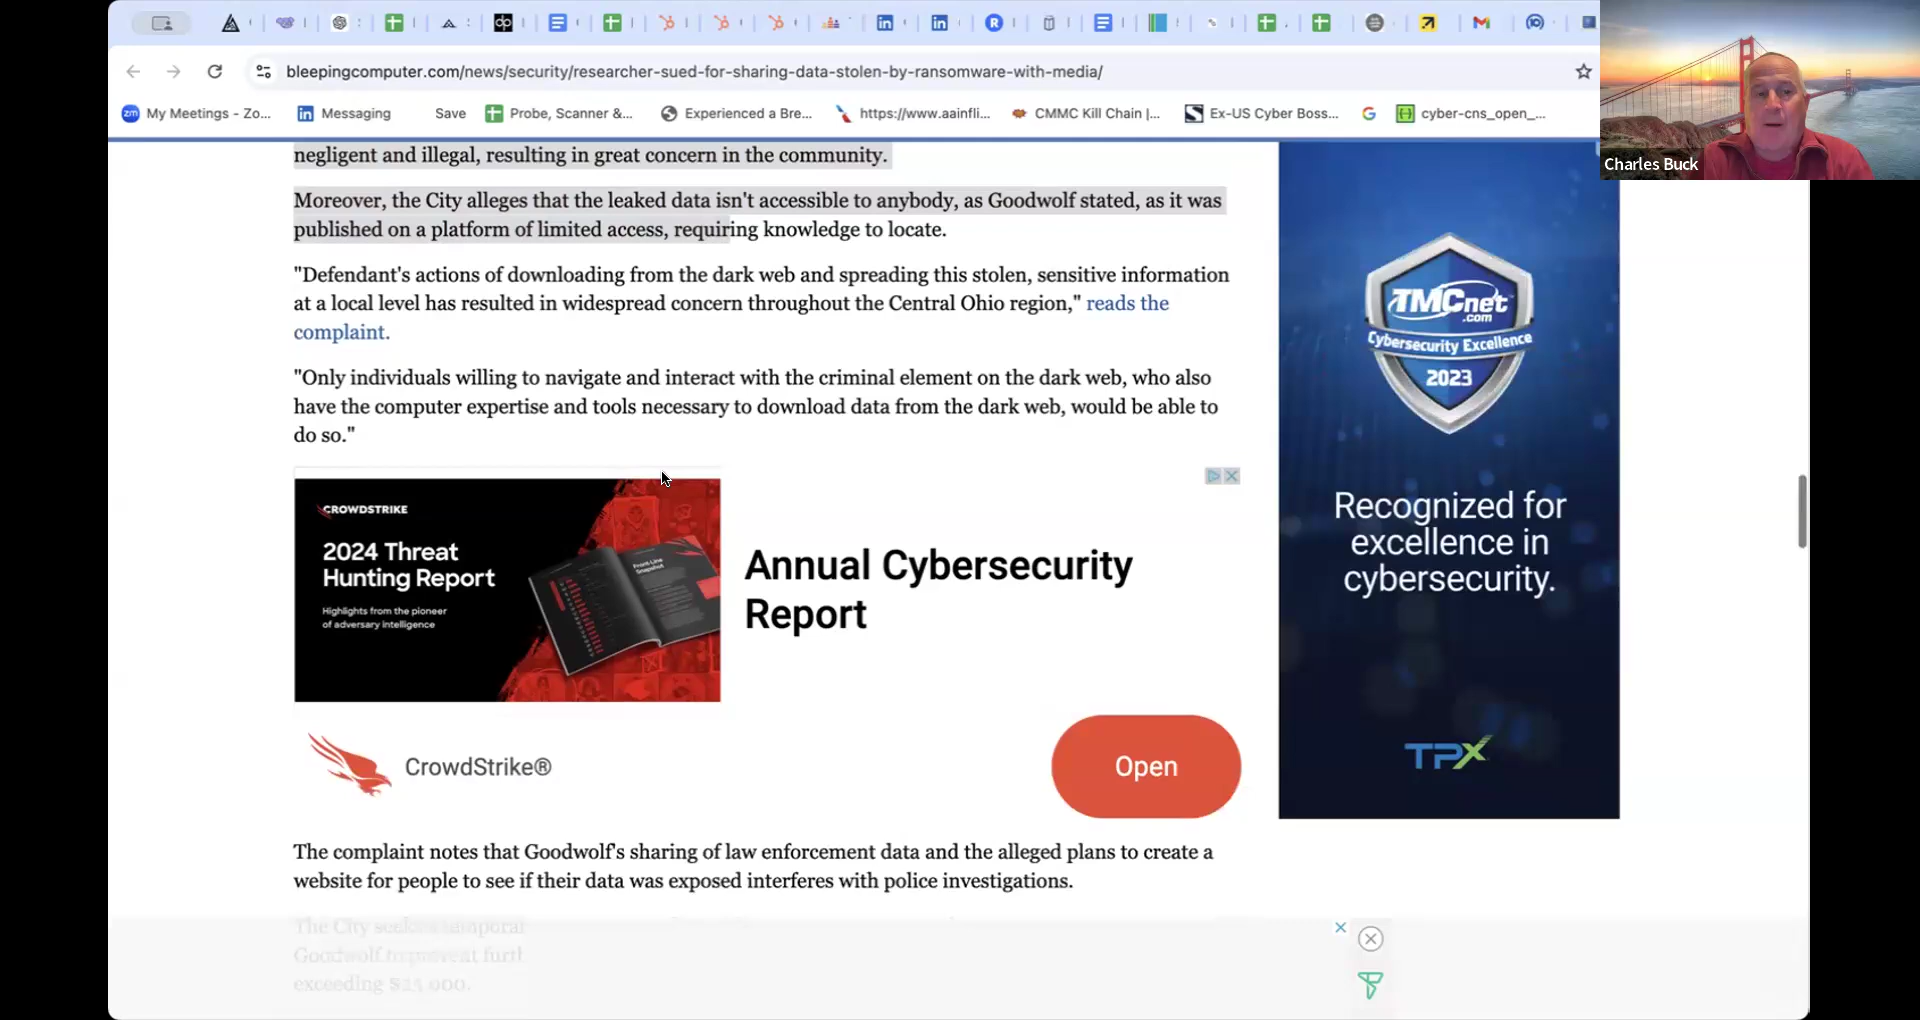 bleepingcomputer.com/news/security/researcher-sued-for-sharing-data-stolen-by-ransomware-with-media/
My Meetings - Zo...
Messaging
Save
Probe, Scanner &...
Experienced a Bre...
https://www.aainfli...
CMMC Kill Chain |...
Ex-US Cyber Boss...
cyber-cns_open_...
Charles Buck
negligent and illegal, resulting in great concern in the community.
Moreover, the City alleges that the leaked data isn't accessible to anybody, as Goodwolf stated, as it was
published on a platform of limited access, requiring knowledge to locate.
"Defendant's actions of downloading from the dark web and spreading this stolen, sensitive information
at a local level has resulted in widespread concern throughout the Central Ohio region," reads the
complaint.
"Only individuals willing to navigate and interact with the criminal element on the dark web, who also
have the computer expertise and tools necessary to download data from the dark web, would be able to
do so."
CROWDSTRIKE
2024 Threat
Hunting Report
Highlights from the pioneer
of adversary intelligence
Front-Line
Snapshot
Annual Cybersecurity
Report
CrowdStrike®
Open
TMCnet
.com
Cybersecurity Excellence
2023
Recognized for
excellence in
cybersecurity.
TPX
The complaint notes that Goodwolf's sharing of law enforcement data and the alleged plans to create a
website for people to see if their data was exposed interferes with police investigations.
The City seeks
Goodwolf
exceeding $25,000.